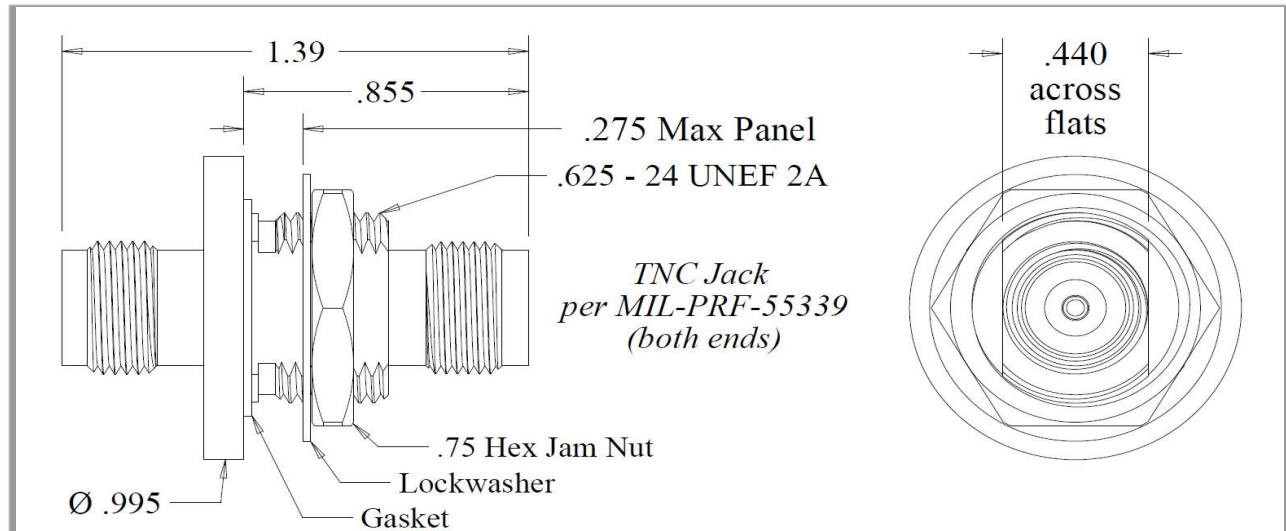 1.39
.855
.275 Max Panel
.625 - 24 UNEF 2A
TNC Jack
per MIL-PRF-55339
(both ends)
.75 Hex Jam Nut
Lockwasher
Gasket
Ø .995
.440
across
flats